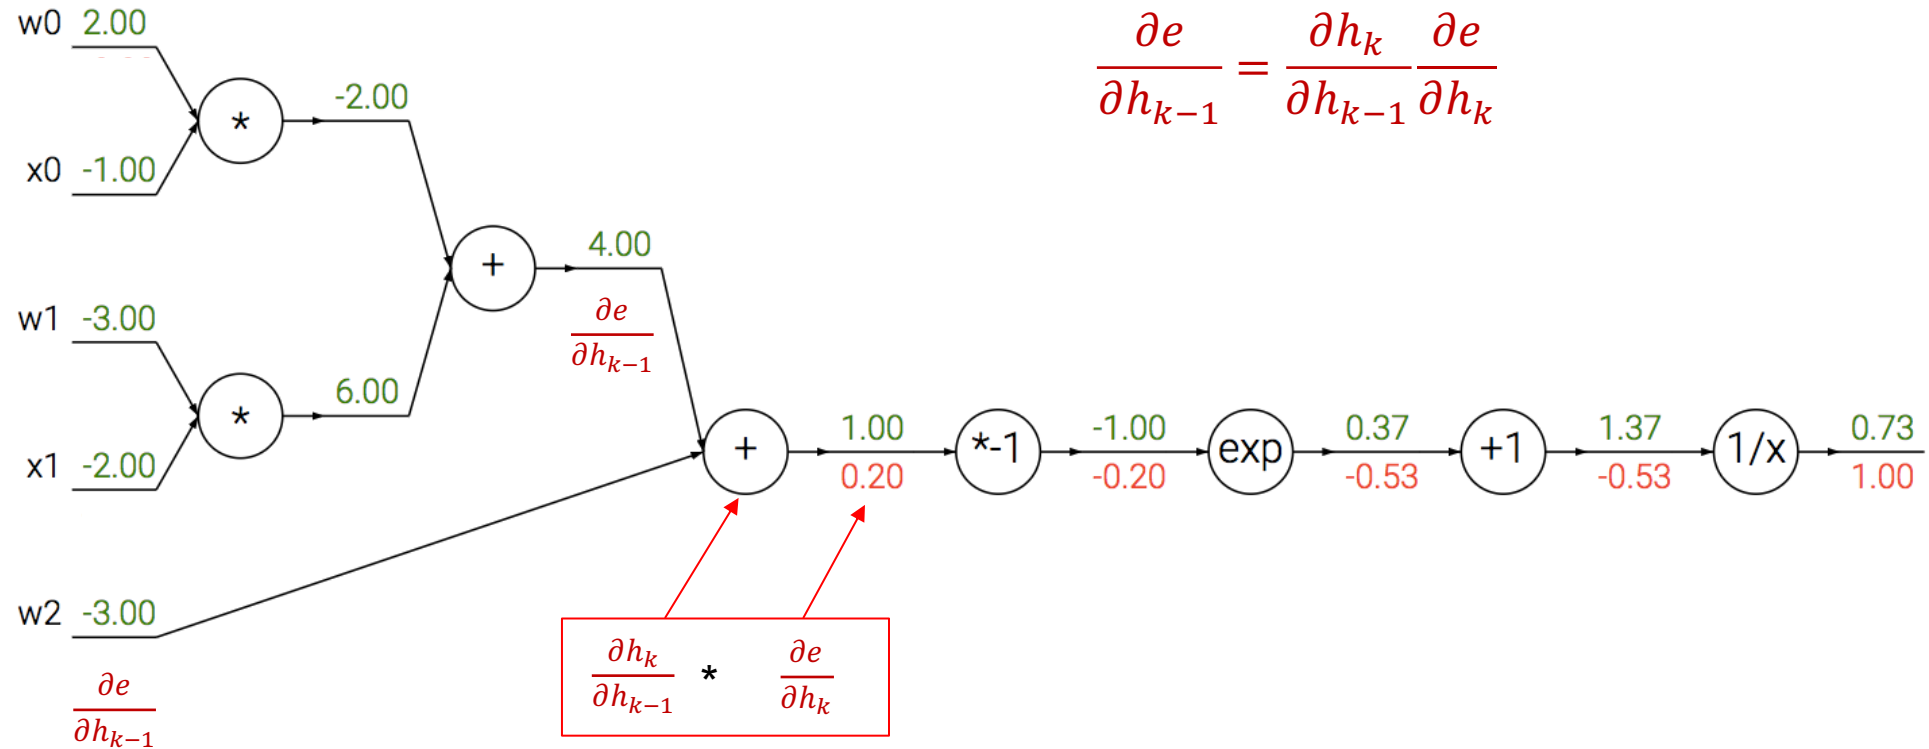 w0 2.00
∂e/∂h_{k−1} = ∂h_k/∂h_{k−1} ∂e/∂h_k
*
-2.00
x0 -1.00
+
4.00
∂e/∂h_{k−1}
w1 -3.00
*
6.00
x1 -2.00
+
1.00
0.20
*-1
-1.00
-0.20
exp
0.37
-0.53
+1
1.37
-0.53
1/x
0.73
1.00
w2 -3.00
∂e/∂h_{k−1}
∂h_k/∂h_{k−1} * ∂e/∂h_k